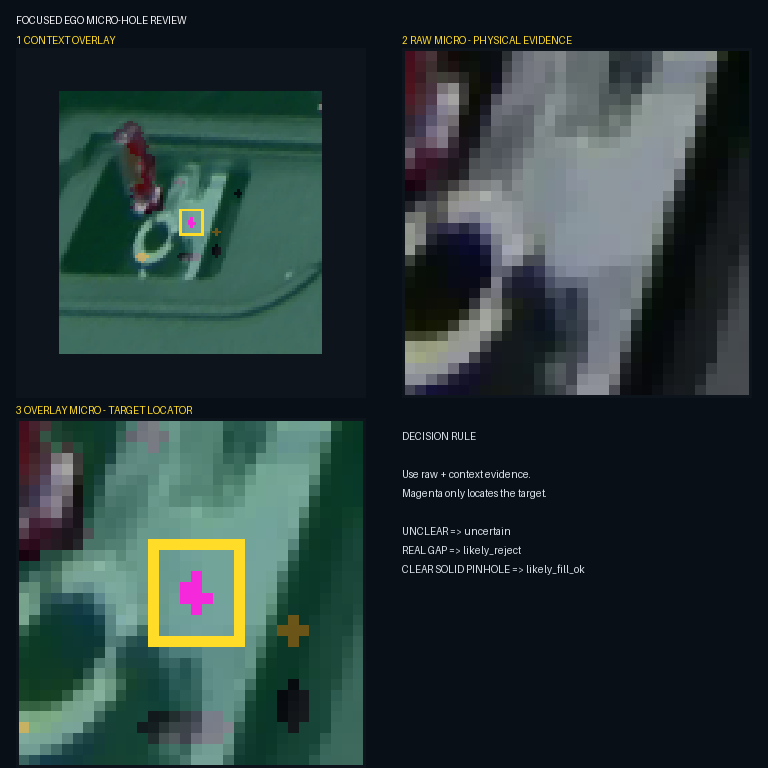 FOCUSED EGO MICRO-HOLE REVIEW
1 CONTEXT OVERLAY
2 RAW MICRO - PHYSICAL EVIDENCE
3 OVERLAY MICRO - TARGET LOCATOR
DECISION RULE
Use raw + context evidence.
Magenta only locates the target.
UNCLEAR => uncertain
REAL GAP => likely_reject
CLEAR SOLID PINHOLE => likely_fill_ok